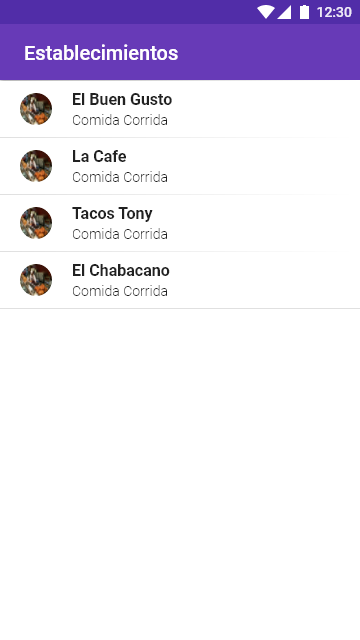 12:30
Establecimientos
El Buen Gusto
Comida Corrida
La Cafe
Comida Corrida
Tacos Tony
Comida Corrida
El Chabacano
Comida Corrida